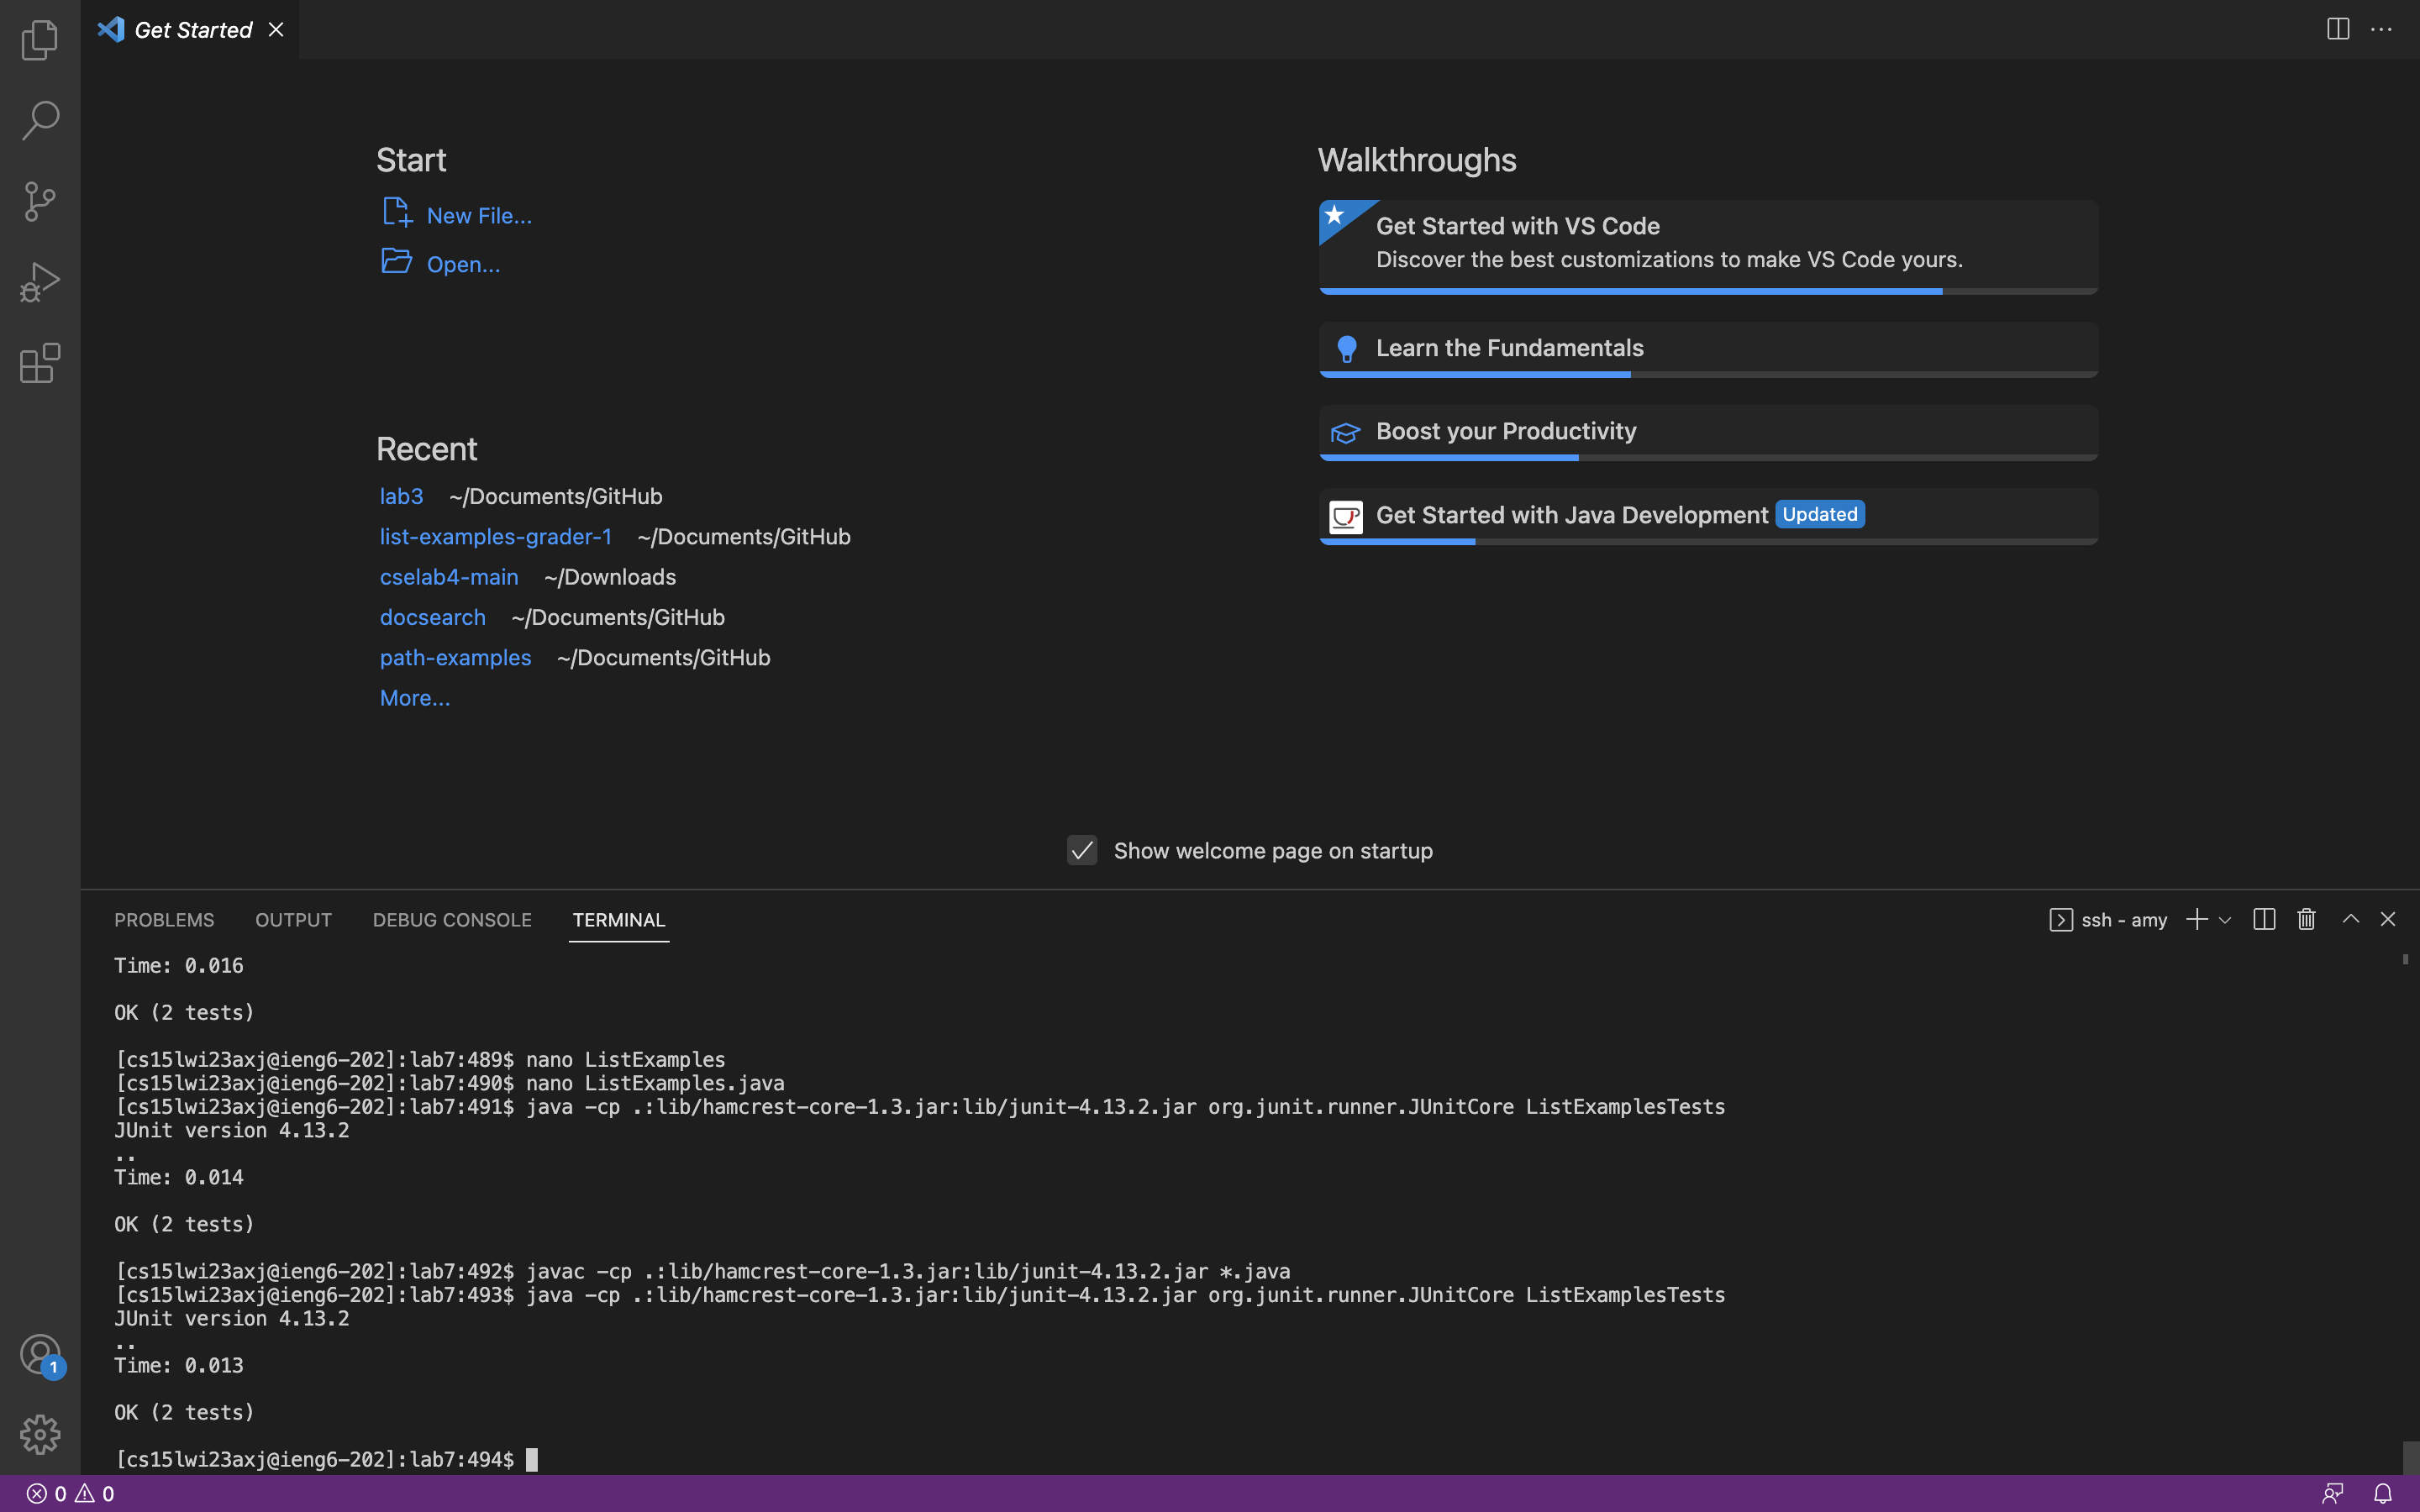 Get Started
Start
New File...
Open...
Recent
lab3 ~/Documents/GitHub
list-examples-grader-1 ~/Documents/GitHub
cselab4-main ~/Downloads
docsearch ~/Documents/GitHub
path-examples ~/Documents/GitHub
More...
Walkthroughs
Get Started with VS Code
Discover the best customizations to make VS Code yours.
Learn the Fundamentals
Boost your Productivity
Get Started with Java Development Updated
Show welcome page on startup
PROBLEMS OUTPUT DEBUG CONSOLE TERMINAL
ssh - amy
Time: 0.016
OK (2 tests)
[cs15lwi23axj@ieng6-202]:lab7:489$ nano ListExamples
[cs15lwi23axj@ieng6-202]:lab7:490$ nano ListExamples.java
[cs15lwi23axj@ieng6-202]:lab7:491$ java -cp .:lib/hamcrest-core-1.3.jar:lib/junit-4.13.2.jar org.junit.runner.JUnitCore ListExamplesTests
JUnit version 4.13.2
..
Time: 0.014
OK (2 tests)
[cs15lwi23axj@ieng6-202]:lab7:492$ javac -cp .:lib/hamcrest-core-1.3.jar:lib/junit-4.13.2.jar *.java
[cs15lwi23axj@ieng6-202]:lab7:493$ java -cp .:lib/hamcrest-core-1.3.jar:lib/junit-4.13.2.jar org.junit.runner.JUnitCore ListExamplesTests
JUnit version 4.13.2
..
Time: 0.013
OK (2 tests)
[cs15lwi23axj@ieng6-202]:lab7:494$
1
0 0